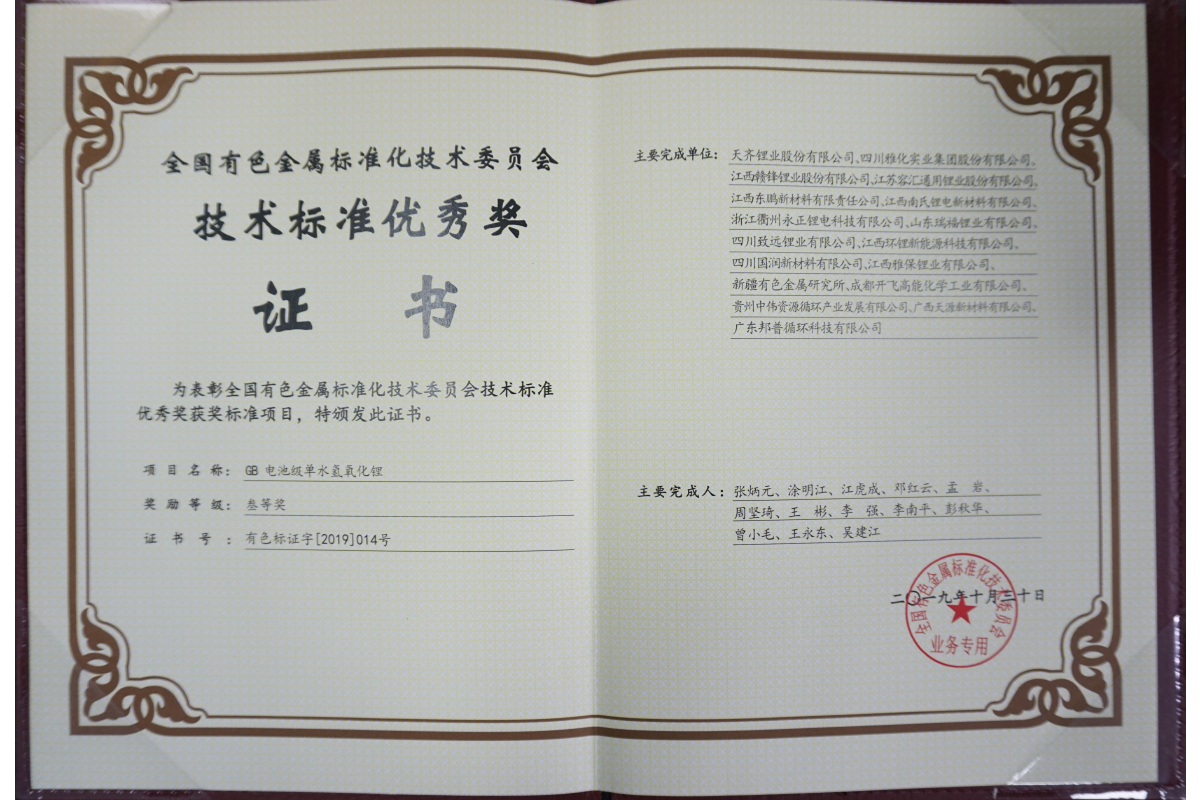 全国有色金属标准化技术委员会
技术标准优秀奖
证 书
为表彰全国有色金属标准化技术委员会技术标准
优秀奖获奖标准项目，特颁发此证书。
项目名称：GB 电池级单水氢氧化锂
奖励等级：叁等奖
证书号：有色标证字[2019]014号
主要完成单位：天齐锂业股份有限公司、四川雅化实业集团股份有限公司、
江西赣锋锂业股份有限公司、江苏容汇通用锂业股份有限公司、
江西东鹏新材料有限责任公司、江西南氏锂电新材料有限公司、
浙江衢州永正锂电科技有限公司、山东瑞福锂业有限公司、
四川致远锂业有限公司、江西环锂新能源科技有限公司、
四川国润新材料有限公司、江西雅保锂业有限公司、
新疆有色金属研究所、成都开飞高能化学工业有限公司、
贵州中伟资源循环产业发展有限公司、广西天源新材料有限公司、
广东邦普循环科技有限公司
主要完成人：张炳元、涂明江、江虎成、邓红云、孟 岩、
周坚琦、王 彬、李 强、李南平、彭秋华、
曾小毛、王永东、吴建江
二〇一九年十月三十日
全国有色金属标准化技术委员会
业务专用